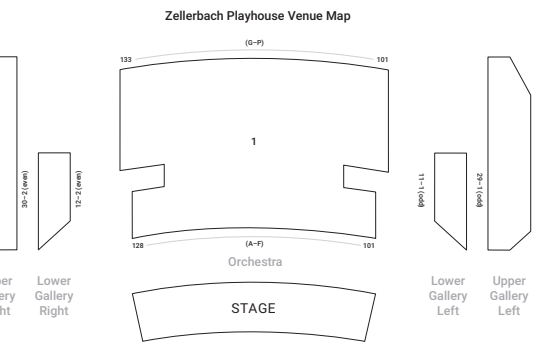 Zellerbach Playhouse Venue Map
(G–P)
133
101
1
30–2 (even)
12–2 (even)
11–1 (odd)
29–1 (odd)
128
(A–F)
101
Orchestra
Lower
Gallery
Right
Lower
Gallery
Left
Upper
Gallery
Left
STAGE